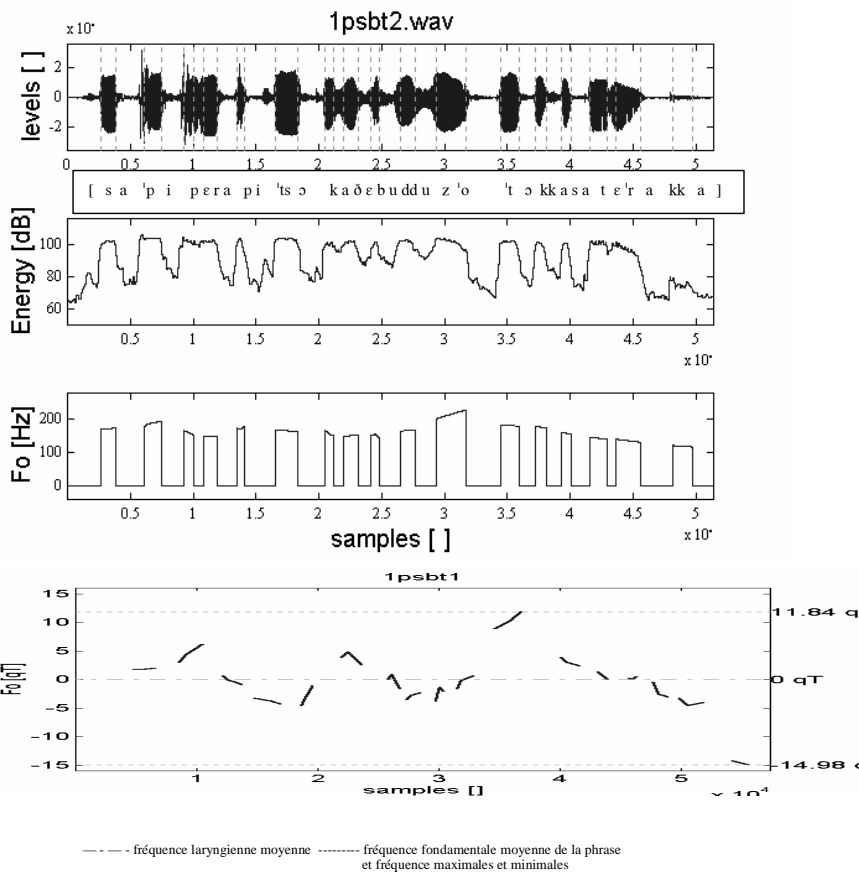 1psbt2.wav
x 10⁴
levels [ ]
2
0
-2
0 0.5 1 1.5 2 2.5 3 3.5 4 4.5 5
[ s a ˈp i p ɛ r a p i ˈts ɔ k a ð ɛ b u dd u z ˈo ˈt ɔ kk a s a t ɛ ˈr a kk a ]
Energy [dB]
100
80
60
0.5 1 1.5 2 2.5 3 3.5 4 4.5 5
x 10⁴
Fo [Hz]
200
100
0
0.5 1 1.5 2 2.5 3 3.5 4 4.5 5
samples [ ]
x 10⁴
1psbt1
Fo [qT]
15
10
5
0
-5
-10
-15
11.84 q
0 qT
-14.98 q
1 2 3 4 5
samples []
x 10⁴
fréquence laryngienne moyenne fréquence fondamentale moyenne de la phrase
et fréquence maximales et minimales